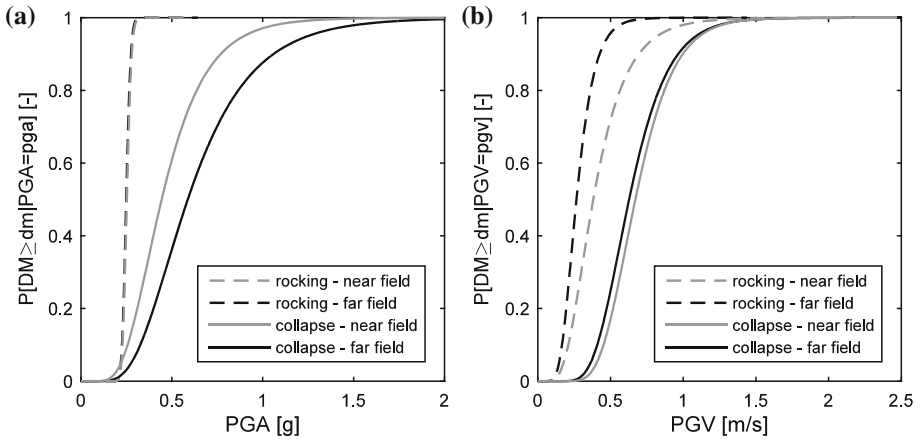 (a)
P[DM≥dm|PGA=pga] [-]
1
0.8
0.6
0.4
0.2
0
rocking - near field
rocking - far field
collapse - near field
collapse - far field
0
0.5
1
1.5
2
PGA [g]
(b)
P[DM≥dm|PGV=pgv] [-]
1
0.8
0.6
0.4
0.2
0
rocking - near field
rocking - far field
collapse - near field
collapse - far field
0
0.5
1
1.5
2
2.5
PGV [m/s]